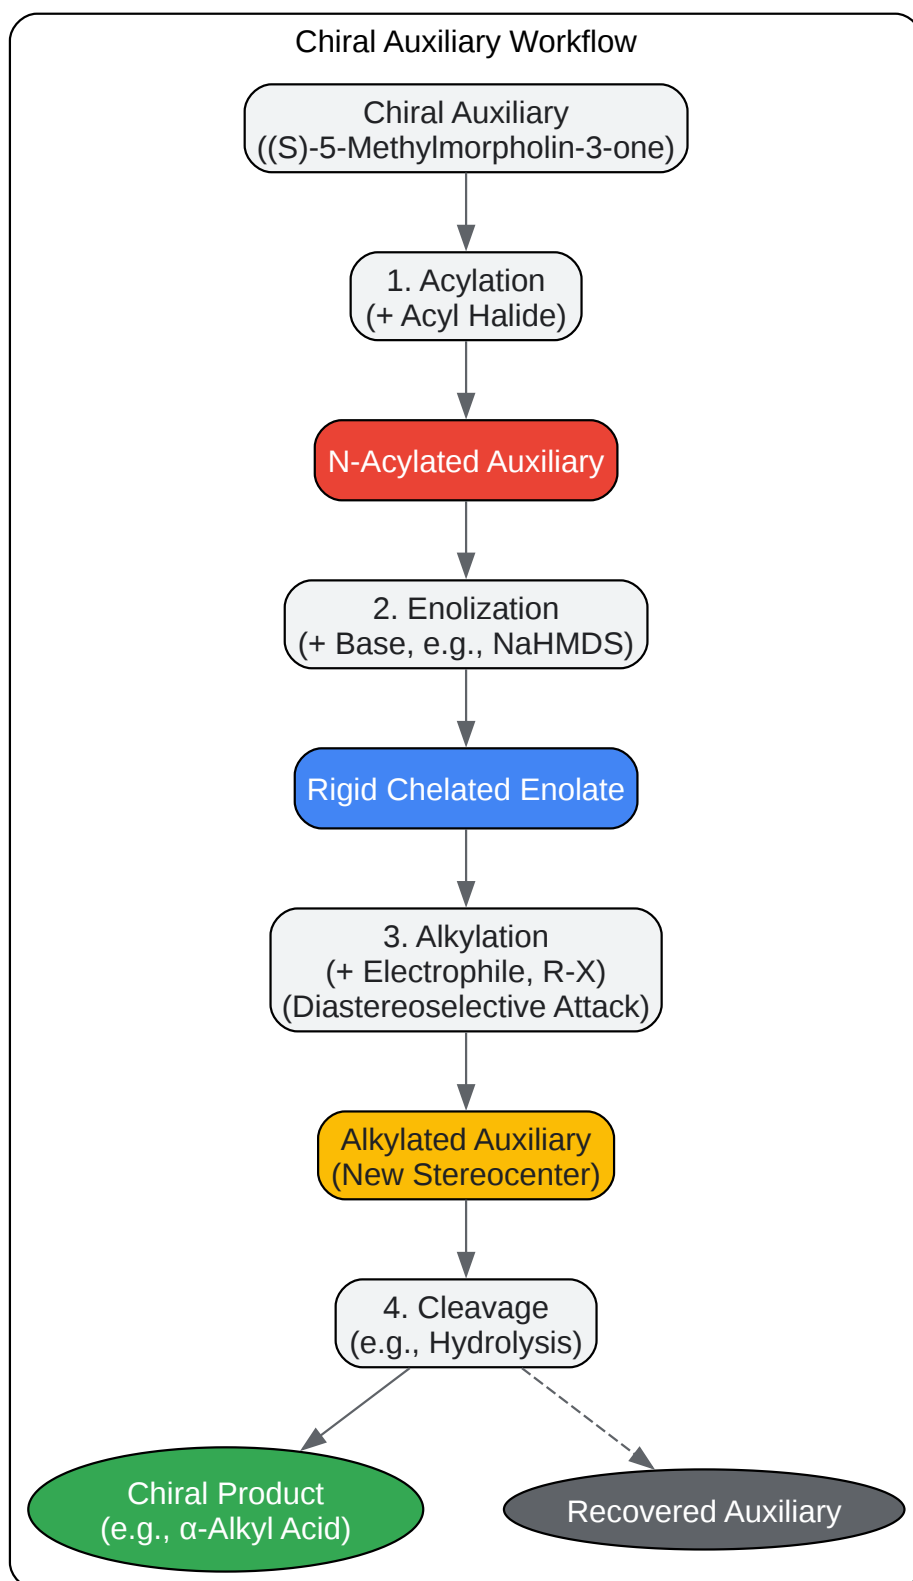 Chiral Auxiliary Workflow
Chiral Auxiliary
((S)-5-Methylmorpholin-3-one)
1. Acylation
(+ Acyl Halide)
N-Acylated Auxiliary
2. Enolization
(+ Base, e.g., NaHMDS)
Rigid Chelated Enolate
3. Alkylation
(+ Electrophile, R-X)
(Diastereoselective Attack)
Alkylated Auxiliary
(New Stereocenter)
4. Cleavage
(e.g., Hydrolysis)
Chiral Product
(e.g., α-Alkyl Acid)
Recovered Auxiliary